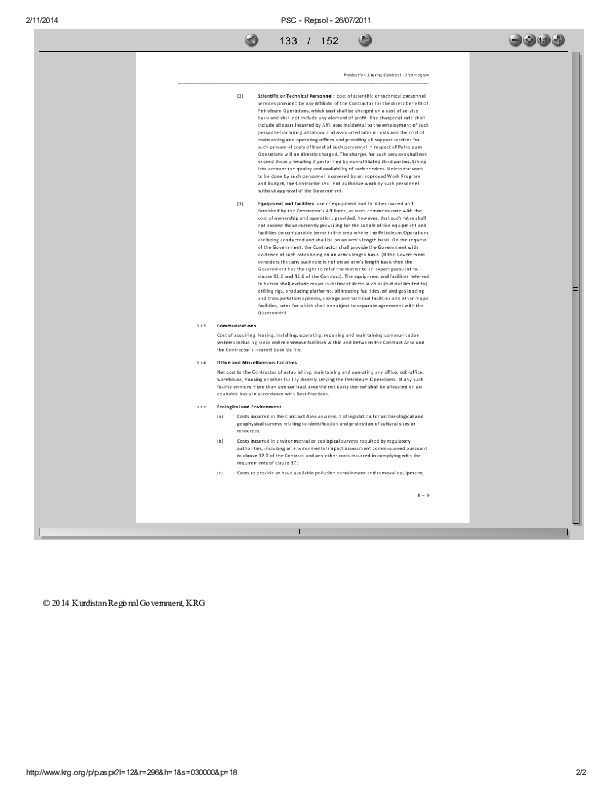 2/11/2014 PSC - Repsol - 26/07/2011
133 / 152
Production Sharing Contract -
(2) Scientific or Technical Personnel: cost of scientific or technical personnel
services provided by any Affiliate of the Contractor for the direct benefit of
Petroleum Operations, which cost shall be charged on a cost of service
basis and shall not include any element of profit. The chargeout rate shall
include all costs incurred by Affiliates incidental to the employment of such
personnel including all labour and associated labour costs and the cost of
maintaining and operating offices and providing all support services for
such personnel costs of travel of such personnel in respect of Petroleum
Operations will be directly charged. The charges for such services shall not
exceed those prevailing if performed by non-affiliated third parties, taking
into account the quality and availability of such services. Unless the work
to be done by such personnel is covered by an approved Work Program
and Budget, the Contractor shall not authorise work by such personnel
without approval of the Government.
Equipment and facilities: use of equipment and facilities owned and
furnished by the Contractor's Affiliates, at rates commensurate with the
cost of ownership and operation; provided, however, that such rates shall
not exceed those currently prevailing for the supply of like equipment and
facilities on comparable terms in the area where the Petroleum Operations
are being conducted and shall be on an arm's length basis. On the request
of the Government, the Contractor shall provide the Government with
evidence of such rates being on an arm's length basis. (If the Government
considers that any such rate is not on an arm's length basis then the
Government has the right to refer the matter to an expert pursuant to
clause 42.2 and 42.6 of the Contract). The equipment and facilities referred
to herein shall exclude major investment items such as (but not limited to)
drilling rigs, producing platforms, oil treating facilities, oil and gas loading
and transportation systems, storage and terminal facilities and other major
facilities, rates for which shall be subject to separate agreement with the
Government.
Communications
Cost of acquiring, leasing, installing, operating, repairing and maintaining communication
systems including radio and microwave facilities within and between the Contract Area and
the Contractor's nearest base facility.
Office and Miscellaneous Facilities
Net cost to the Contractor of establishing, maintaining and operating any office, sub-office,
warehouse, housing or other facility directly serving the Petroleum Operations. If any such
facility services more than one contract area the net costs thereof shall be allocated on an
equitable basis in accordance with Best Practices.
Ecological and Environment
(a) Costs incurred in the Contract Area as a result of legislation for archaeological and
geophysical surveys relating to identification and protection of cultural sites or
resources;
(b) Costs incurred in environmental or ecological surveys required by regulatory
authorities, including an environmental impact assessment commissioned pursuant
to clause of the Contract and any other costs incurred in complying with the
requirements of clause 37;
(c) Costs to provide or have available pollution containment and removal equipment;
B - 9
© 2014 Kurdistan Regional Government, KRG
http://www.krg.org/p/p.aspx?l=12&r=296&h=1&s=030000&p=18 2/2